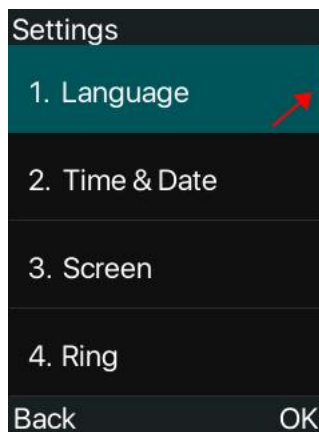 Settings
1. Language
2. Time & Date
3. Screen
4. Ring
Back OK